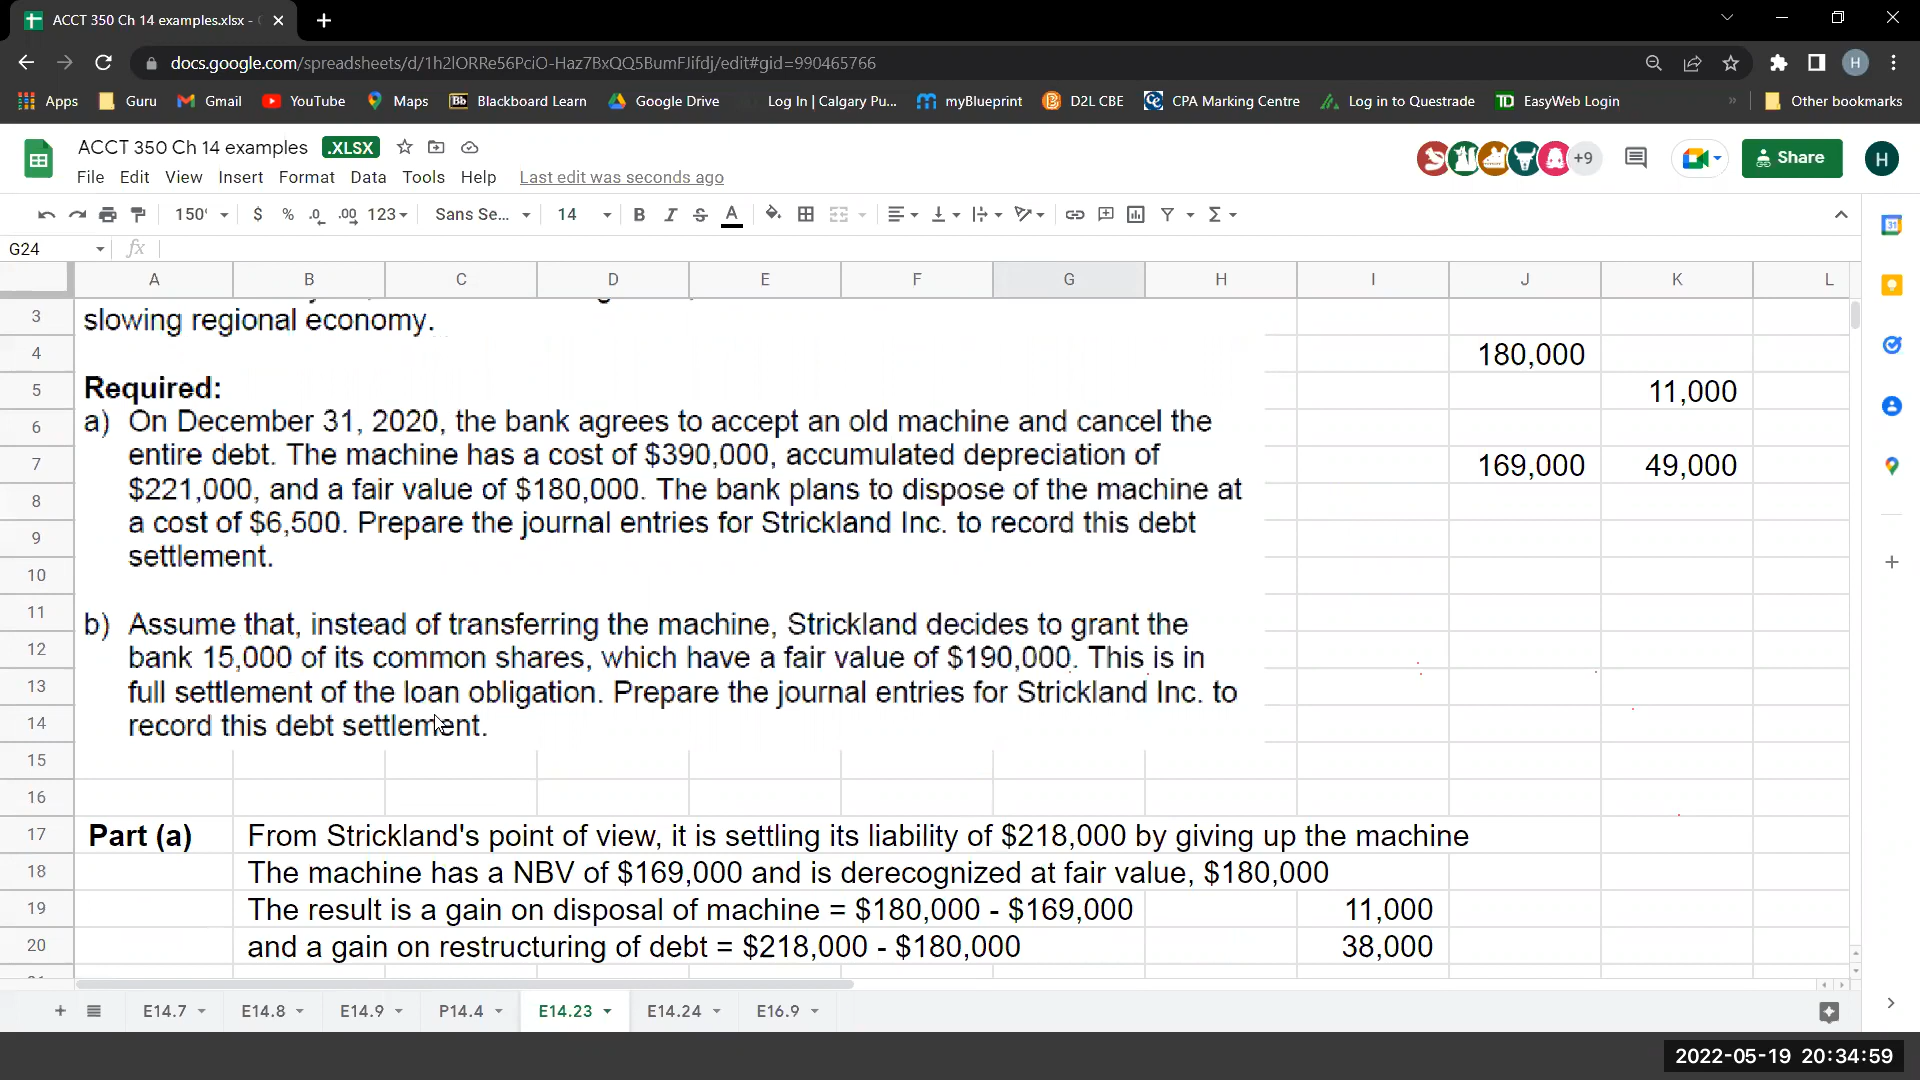 ACCT 350 Ch 14 examples.xlsx -
docs.google.com/spreadsheets/d/1h2lORRe56PciO-Haz7BxQQ5BumFJifdj/edit#gid=990465766
Apps Guru Gmail YouTube Maps Bb Blackboard Learn Google Drive Log In | Calgary Pu... myBlueprint D2L CBE CPA Marking Centre Log in to Questrade TD EasyWeb Login » Other bookmarks
ACCT 350 Ch 14 examples .XLSX
+9 Share H
File Edit View Insert Format Data Tools Help Last edit was seconds ago
150% $ % .0 .00 123 Sans Se... 14 B I S A
G24 fx
A B C D E F G H I J K L
3 slowing regional economy.
4 180,000
5 Required: 11,000
6 a) On December 31, 2020, the bank agrees to accept an old machine and cancel the
7 entire debt. The machine has a cost of $390,000, accumulated depreciation of 169,000 49,000
8 $221,000, and a fair value of $180,000. The bank plans to dispose of the machine at
9 a cost of $6,500. Prepare the journal entries for Strickland Inc. to record this debt
settlement.
10
11 b) Assume that, instead of transferring the machine, Strickland decides to grant the
12 bank 15,000 of its common shares, which have a fair value of $190,000. This is in
13 full settlement of the loan obligation. Prepare the journal entries for Strickland Inc. to
14 record this debt settlement.
15
16
17 Part (a) From Strickland's point of view, it is settling its liability of $218,000 by giving up the machine
18 The machine has a NBV of $169,000 and is derecognized at fair value, $180,000
19 The result is a gain on disposal of machine = $180,000 - $169,000 11,000
20 and a gain on restructuring of debt = $218,000 - $180,000 38,000
E14.7 E14.8 E14.9 P14.4 E14.23 E14.24 E16.9
2022-05-19 20:34:59